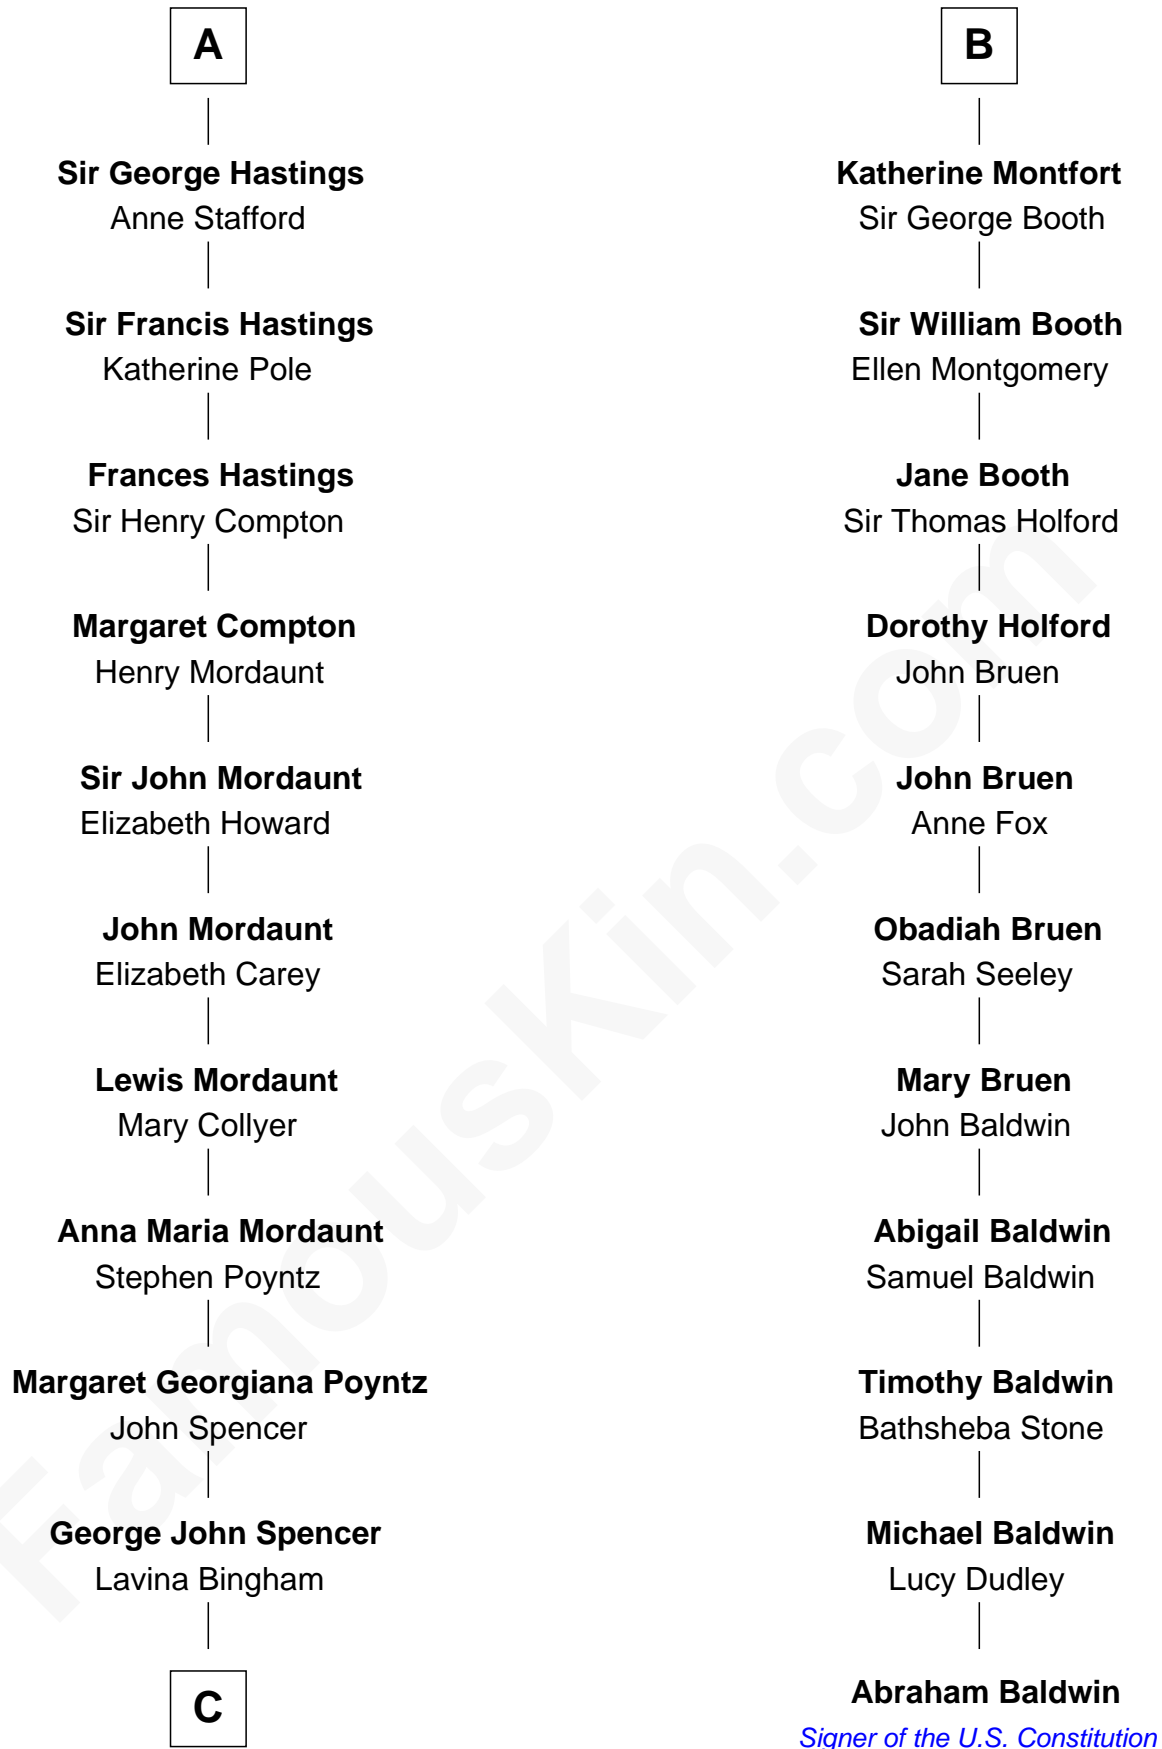 A
Sir George Hastings
Anne Stafford
Sir Francis Hastings
Katherine Pole
Frances Hastings
Sir Henry Compton
Margaret Compton
Henry Mordaunt
Sir John Mordaunt
Elizabeth Howard
John Mordaunt
Elizabeth Carey
Lewis Mordaunt
Mary Collyer
Anna Maria Mordaunt
Stephen Poyntz
Margaret Georgiana Poyntz
John Spencer
George John Spencer
Lavina Bingham
C
B
Katherine Montfort
Sir George Booth
Sir William Booth
Ellen Montgomery
Jane Booth
Sir Thomas Holford
Dorothy Holford
John Bruen
John Bruen
Anne Fox
Obadiah Bruen
Sarah Seeley
Mary Bruen
John Baldwin
Abigail Baldwin
Samuel Baldwin
Timothy Baldwin
Bathsheba Stone
Michael Baldwin
Lucy Dudley
Abraham Baldwin
Signer of the U.S. Constitution
FamousKin.com